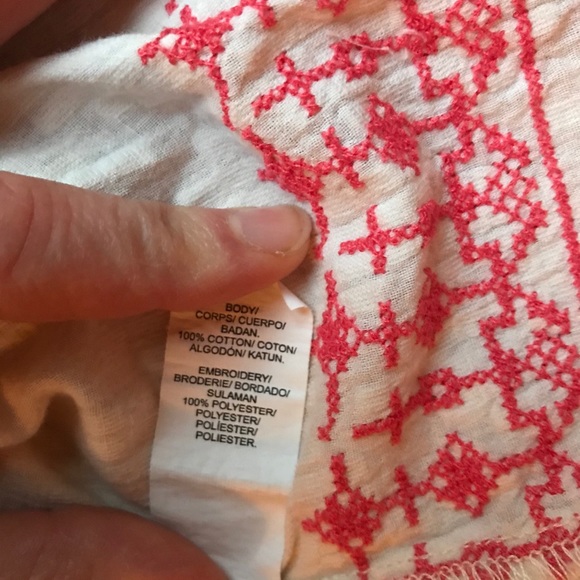 BODY/
CORPS/ CUERPO/
BADAN.
100% COTTON/ COTON/
ALGODÓN/ KATUN.
EMBROIDERY/
BRODERIE/ BORDADO/
SULAMAN
100% POLYESTER/
POLYESTER/
POLIÉSTER/
POLIESTER.